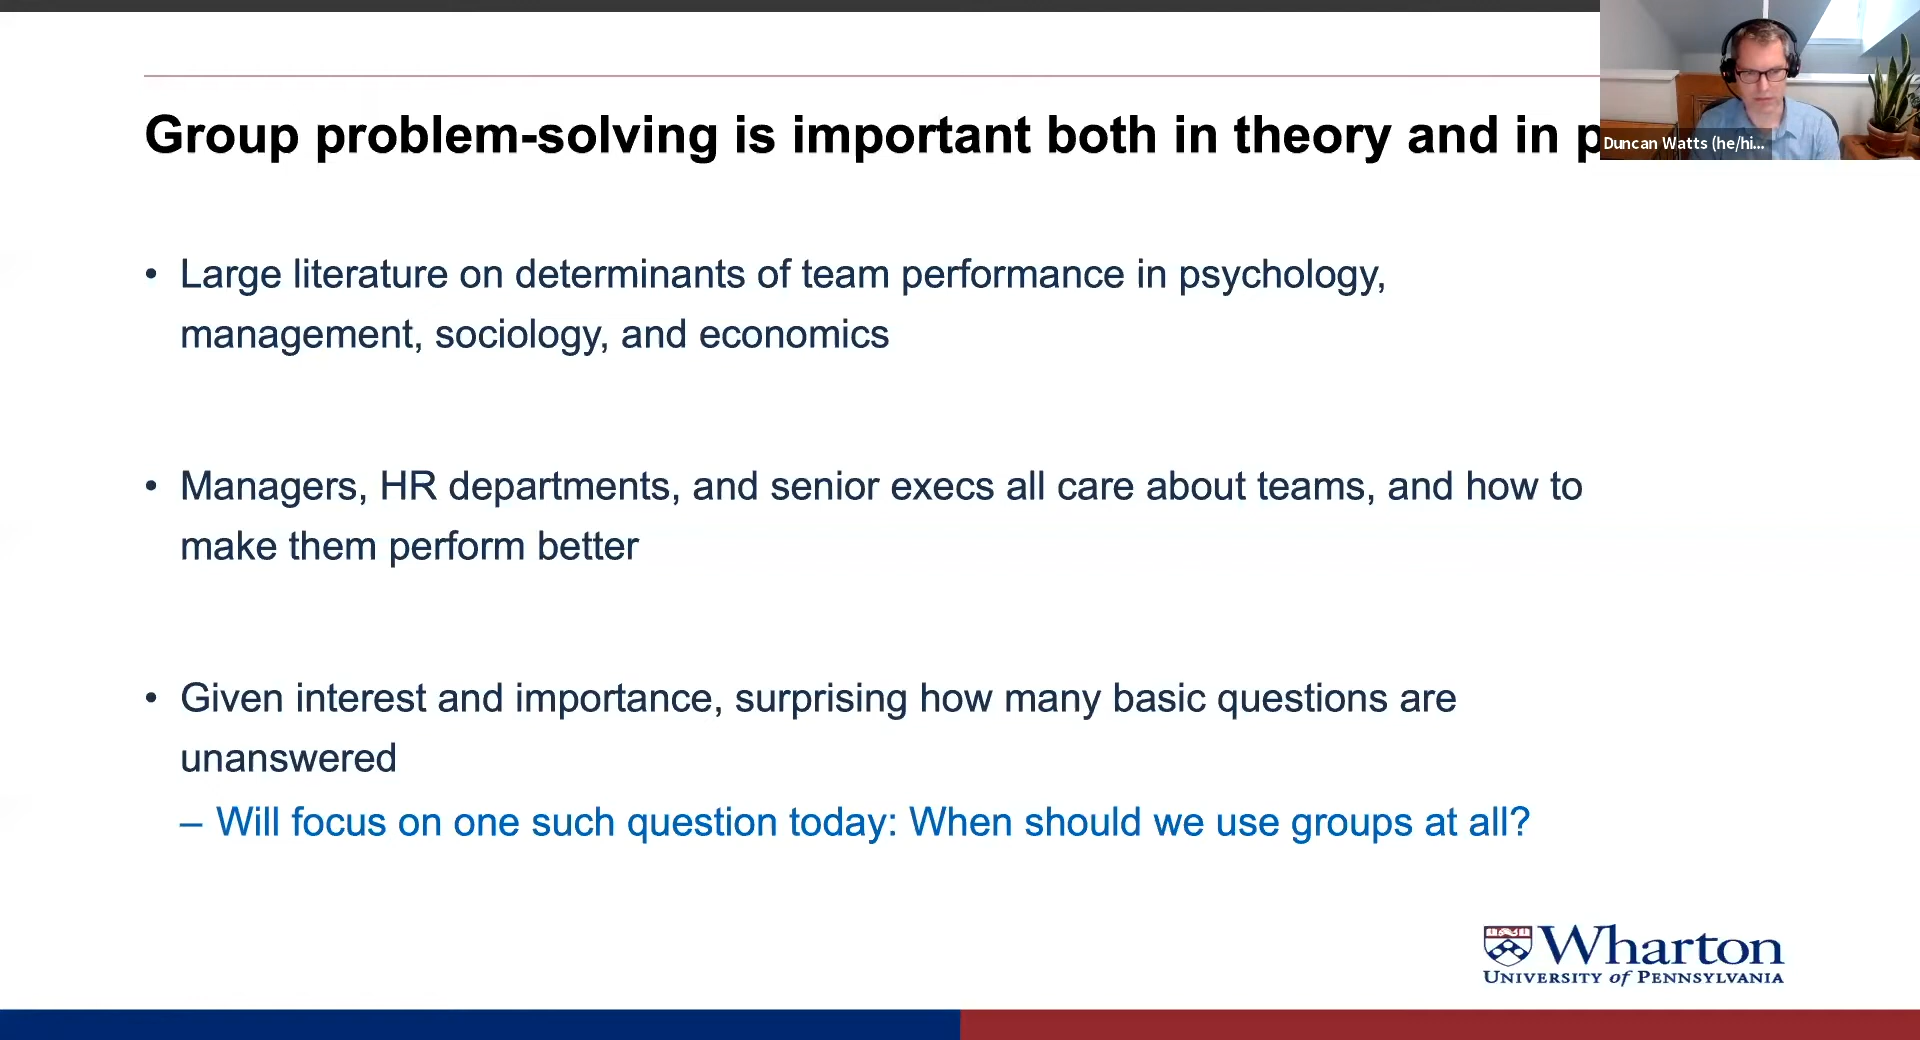 Group problem-solving is important both in theory and in p
Duncan Watts (he/hi...
• Large literature on determinants of team performance in psychology,
management, sociology, and economics
• Managers, HR departments, and senior execs all care about teams, and how to
make them perform better
• Given interest and importance, surprising how many basic questions are
unanswered
– Will focus on one such question today: When should we use groups at all?
Wharton
UNIVERSITY of PENNSYLVANIA